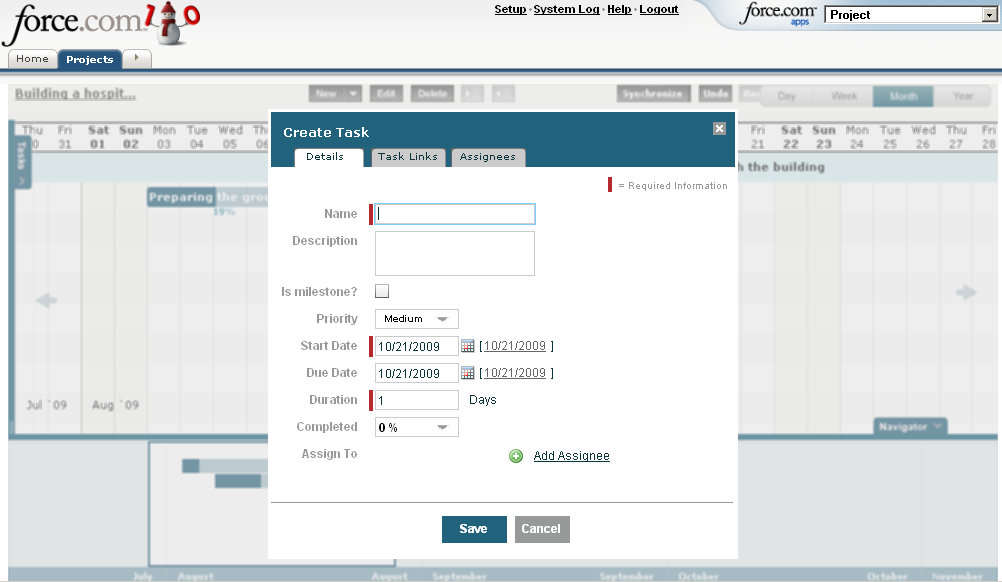 force.com 10
Setup · System Log · Help · Logout
force.com apps
Project
Home
Projects
Building a hospit...
New
Edit
Delete
Synchronize
Undo
Day
Week
Month
Year
Thu Fri Sat Sun Mon Tue Wed Th
0 31 01 02 03 04 05 06
Fri Sat Sun Mon Tue Wed Thu Fri
21 22 23 24 25 26 27 28
Tasks
h the building
Preparing the grou
19%
Jul `09
Aug `09
Navigator
Create Task
Details
Task Links
Assignees
= Required Information
Name
Description
Is milestone?
Priority
Medium
Start Date
10/21/2009
[ 10/21/2009 ]
Due Date
10/21/2009
[ 10/21/2009 ]
Duration
1
Days
Completed
0 %
Assign To
Add Assignee
Save
Cancel
July August August September September October October November